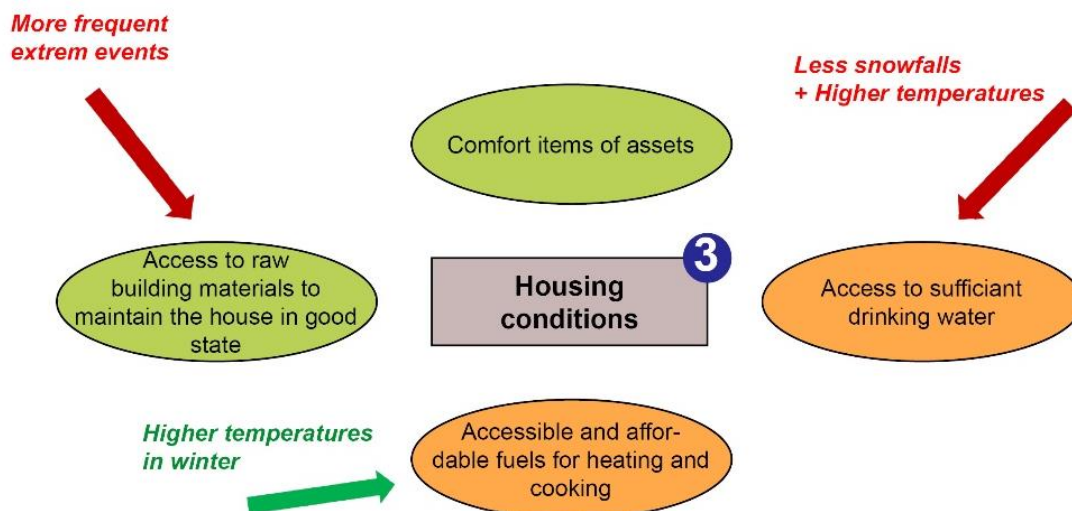 More frequent
extrem events
Less snowfalls
+ Higher temperatures
Comfort items of assets
Access to raw
building materials to
maintain the house in good
state
3
Housing
conditions
Access to sufficiant
drinking water
Higher temperatures
in winter
Accessible and affor-
dable fuels for heating and
cooking